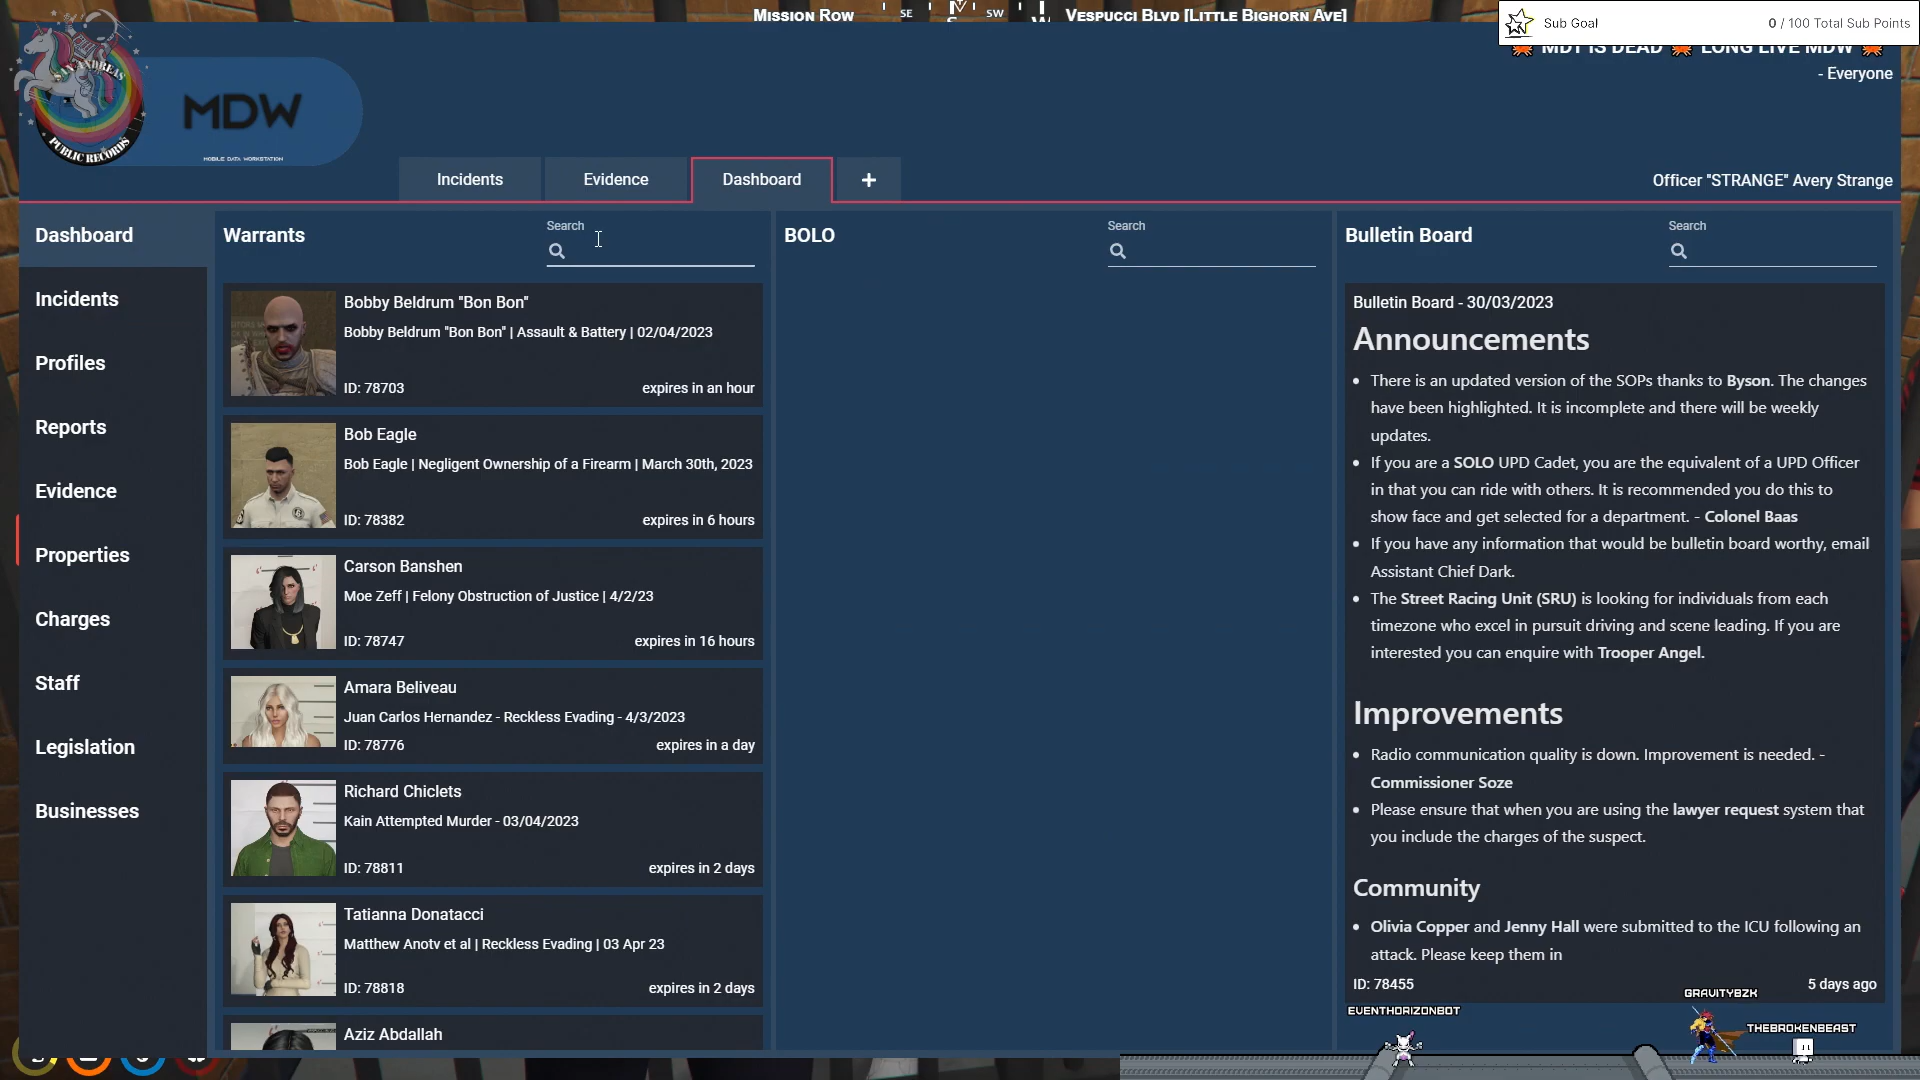 Mission Row
SE
SW
Vespucci Blvd [Little Bighorn Ave]
Sub Goal
0 / 100 Total Sub Points
MDT IS DEAD LONG LIVE MDW
- Everyone
SAN ANDREAS
PUBLIC RECORDS
MDW
MOBILE DATA WORKSTATION
Incidents
Evidence
Dashboard
+
Officer "STRANGE" Avery Strange
Dashboard
Incidents
Profiles
Reports
Evidence
Properties
Charges
Staff
Legislation
Businesses
Warrants
Search
Bobby Beldrum "Bon Bon"
Bobby Beldrum "Bon Bon" | Assault & Battery | 02/04/2023
ID: 78703
expires in an hour
Bob Eagle
Bob Eagle | Negligent Ownership of a Firearm | March 30th, 2023
ID: 78382
expires in 6 hours
Carson Banshen
Moe Zeff | Felony Obstruction of Justice | 4/2/23
ID: 78747
expires in 16 hours
Amara Beliveau
Juan Carlos Hernandez - Reckless Evading - 4/3/2023
ID: 78776
expires in a day
Richard Chiclets
Kain Attempted Murder - 03/04/2023
ID: 78811
expires in 2 days
Tatianna Donatacci
Matthew Anotv et al | Reckless Evading | 03 Apr 23
ID: 78818
expires in 2 days
Aziz Abdallah
BOLO
Search
Bulletin Board
Search
Bulletin Board - 30/03/2023
Announcements
• There is an updated version of the SOPs thanks to Byson. The changes
have been highlighted. It is incomplete and there will be weekly
updates.
• If you are a SOLO UPD Cadet, you are the equivalent of a UPD Officer
in that you can ride with others. It is recommended you do this to
show face and get selected for a department. - Colonel Baas
• If you have any information that would be bulletin board worthy, email
Assistant Chief Dark.
• The Street Racing Unit (SRU) is looking for individuals from each
timezone who excel in pursuit driving and scene leading. If you are
interested you can enquire with Trooper Angel.
Improvements
• Radio communication quality is down. Improvement is needed. -
Commissioner Soze
• Please ensure that when you are using the lawyer request system that
you include the charges of the suspect.
Community
• Olivia Copper and Jenny Hall were submitted to the ICU following an
attack. Please keep them in
ID: 78455
5 days ago
GRAVITYBZK
EVENTHORIZONBOT
THEBROKENBEAST